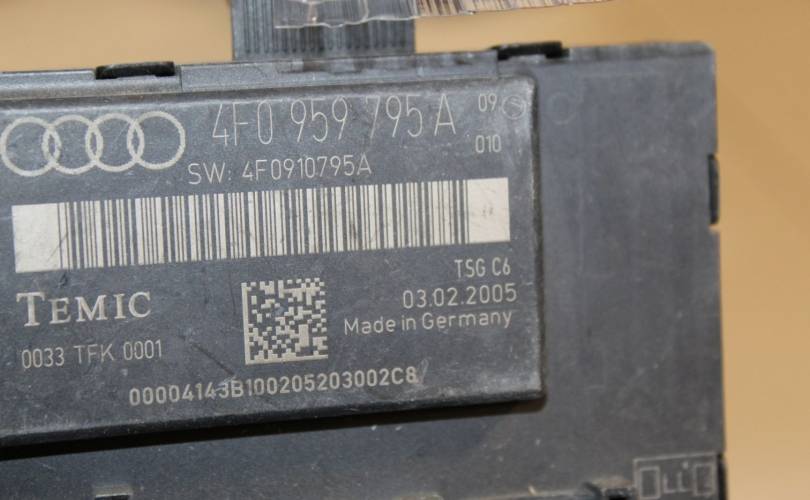 4F0 959 795 A 09
010
SW: 4F0910795A
TSG C6
TEMIC 03.02.2005
Made in Germany
0033 TFK 0001
00004143B100205203002C8